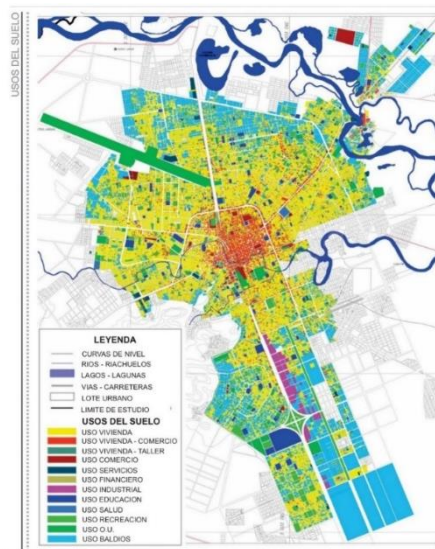 USOS DEL SUELO
LEYENDA
CURVAS DE NIVEL
RIOS - RIACHUELOS
LAGOS - LAGUNAS
VIAS - CARRETERAS
LOTE URBANO
LIMITE DE ESTUDIO
USOS DEL SUELO
USO VIVIENDA
USO VIVIENDA - COMERCIO
USO VIVIENDA - TALLER
USO COMERCIO
USO SERVICIOS
USO FINANCIERO
USO INDUSTRIAL
USO EDUCACION
USO SALUD
USO RECREACION
USO O.U.
USO BALDIOS